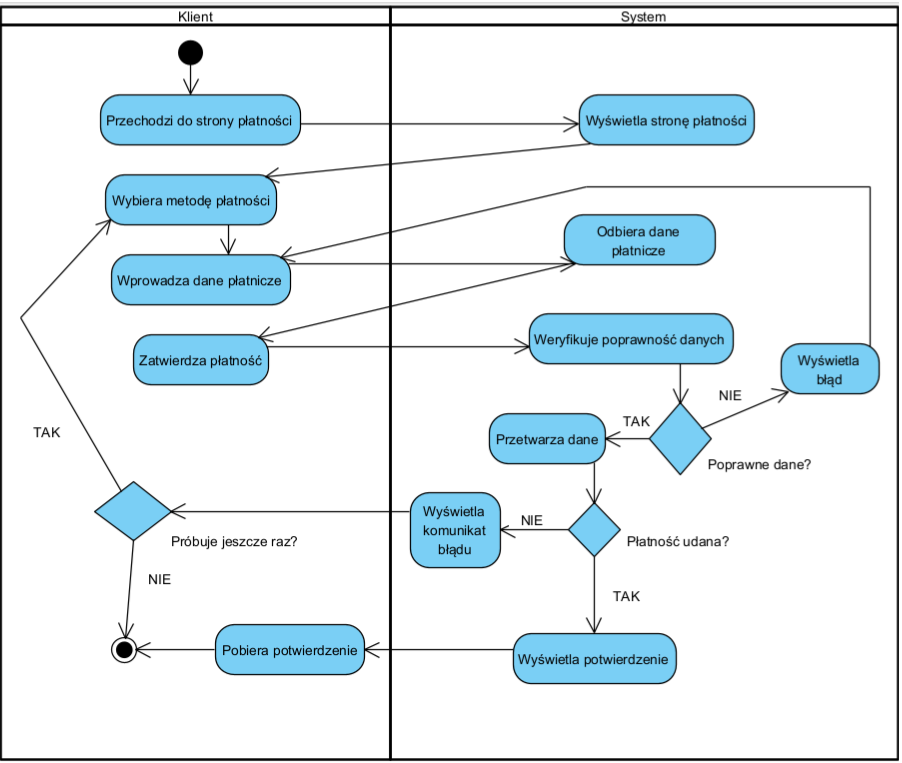 Klient
System
Przechodzi do strony płatności
Wyświetla stronę płatności
Wybiera metodę płatności
Odbiera dane
płatnicze
Wprowadza dane płatnicze
Zatwierdza płatność
Weryfikuje poprawność danych
Wyświetla
błąd
NIE
TAK
Przetwarza dane
Poprawne dane?
TAK
Wyświetla
komunikat
błędu
NIE
Płatność udana?
Próbuje jeszcze raz?
NIE
TAK
Pobiera potwierdzenie
Wyświetla potwierdzenie